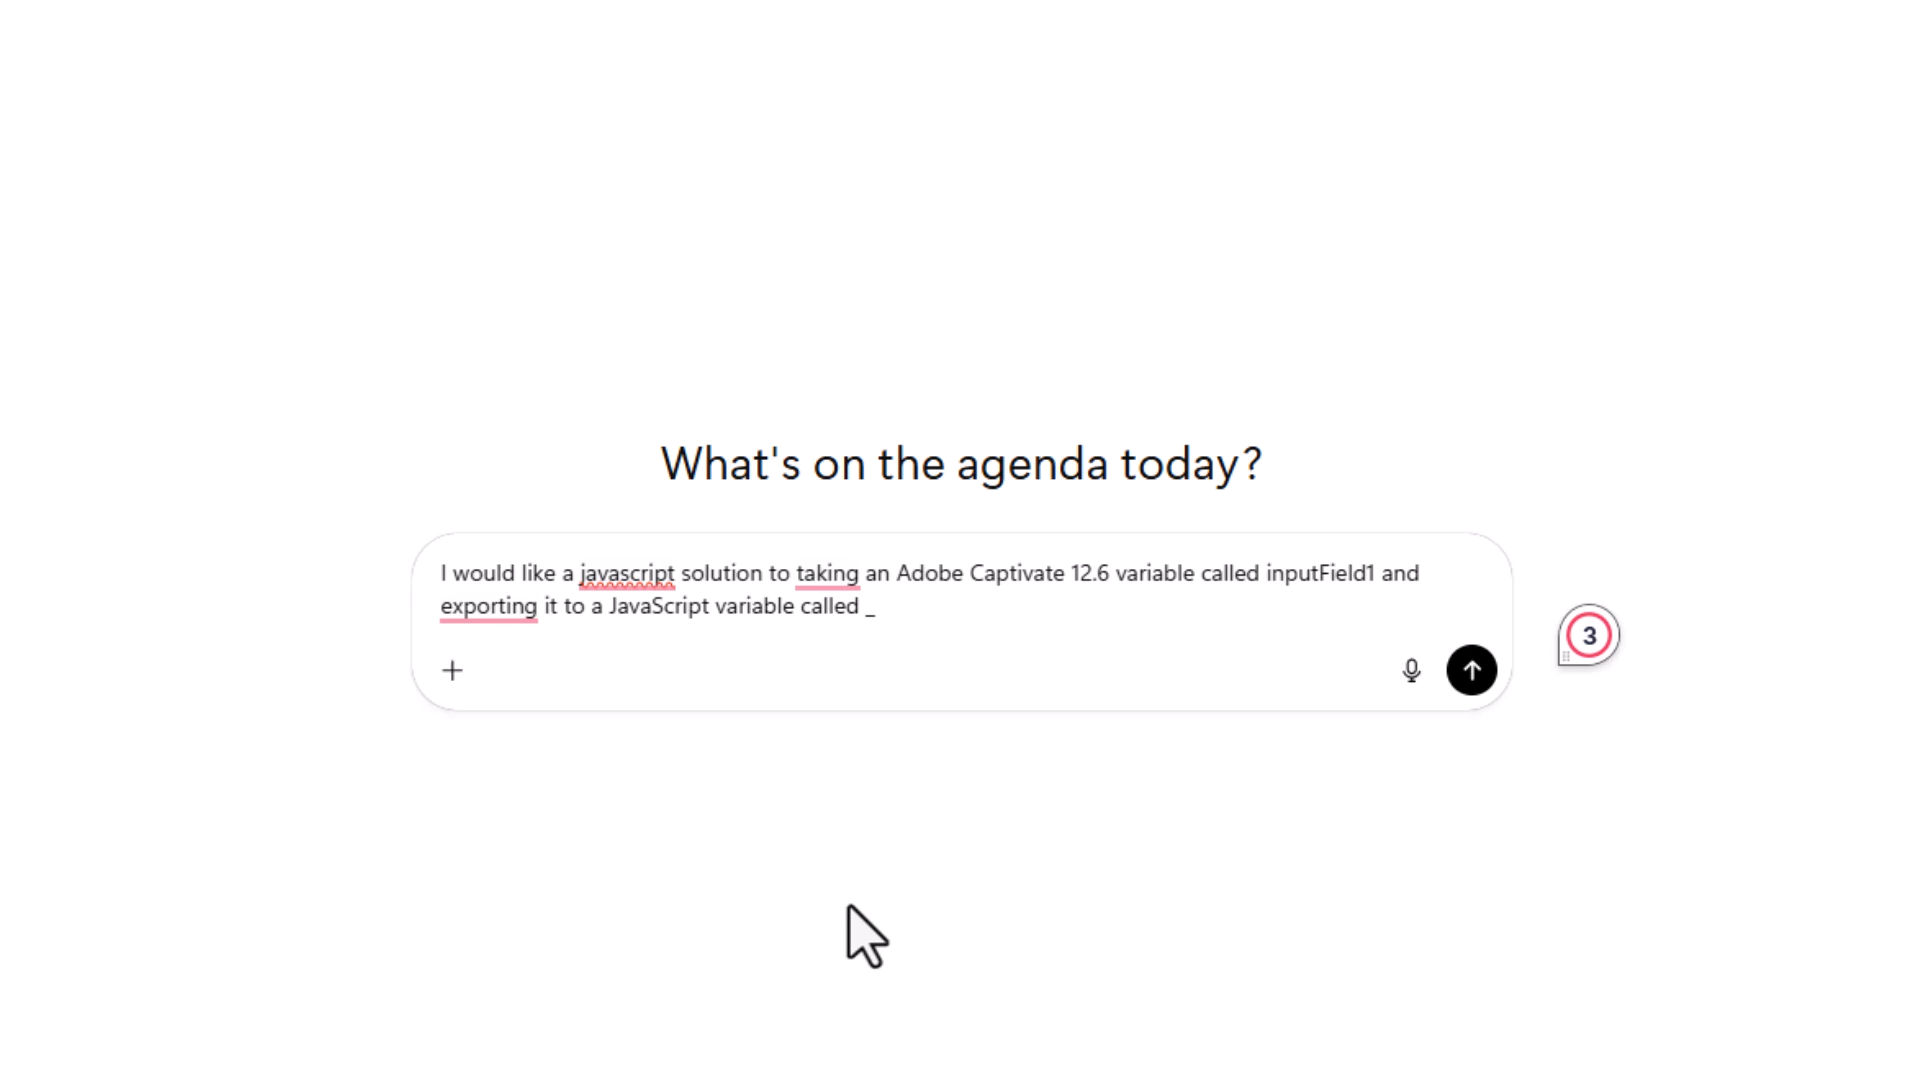 What's on the agenda today?
I would like a javascript solution to taking an Adobe Captivate 12.6 variable called inputField1 and
exporting it to a JavaScript variable called _
3